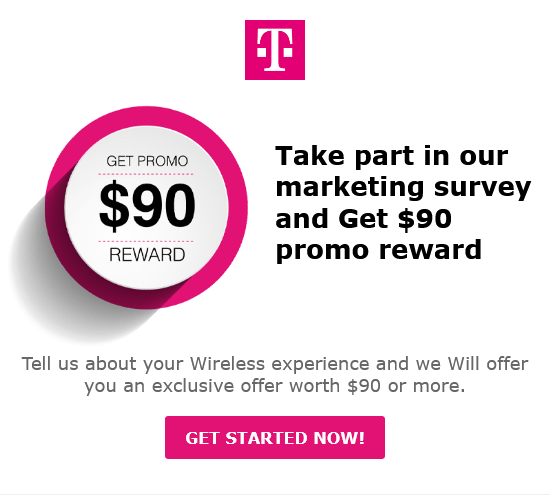 T
GET PROMO
$90
REWARD
Take part in our
marketing survey
and Get $90
promo reward
Tell us about your Wireless experience and we Will offer
you an exclusive offer worth $90 or more.
GET STARTED NOW!